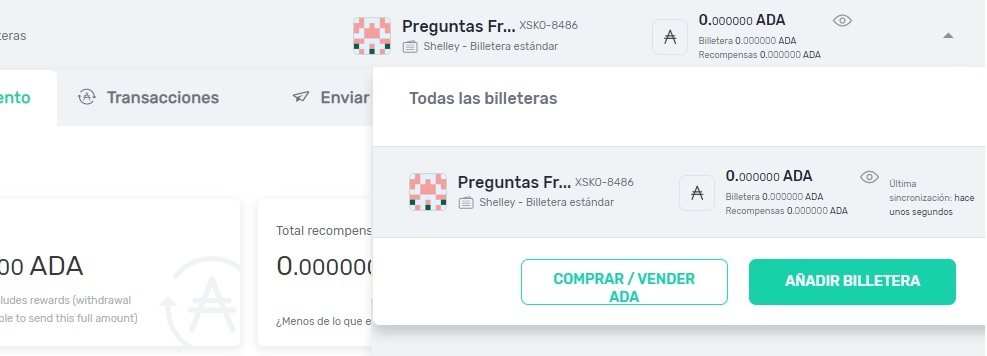 teras
Preguntas Fr... XSKO-8486
Shelley - Billetera estándar
0.000000 ADA
Billetera 0.000000 ADA
Recompensas 0.000000 ADA
ento
Transacciones
Enviar
Todas las billeteras
Preguntas Fr... XSKO-8486
Shelley - Billetera estándar
0.000000 ADA
Billetera 0.000000 ADA
Recompensas 0.000000 ADA
Última
sincronización: hace
unos segundos
COMPRAR / VENDER
ADA
AÑADIR BILLETERA
00 ADA
cludes rewards (withdrawal
ble to send this full amount)
Total recompens
0.000000
¿Menos de lo que e